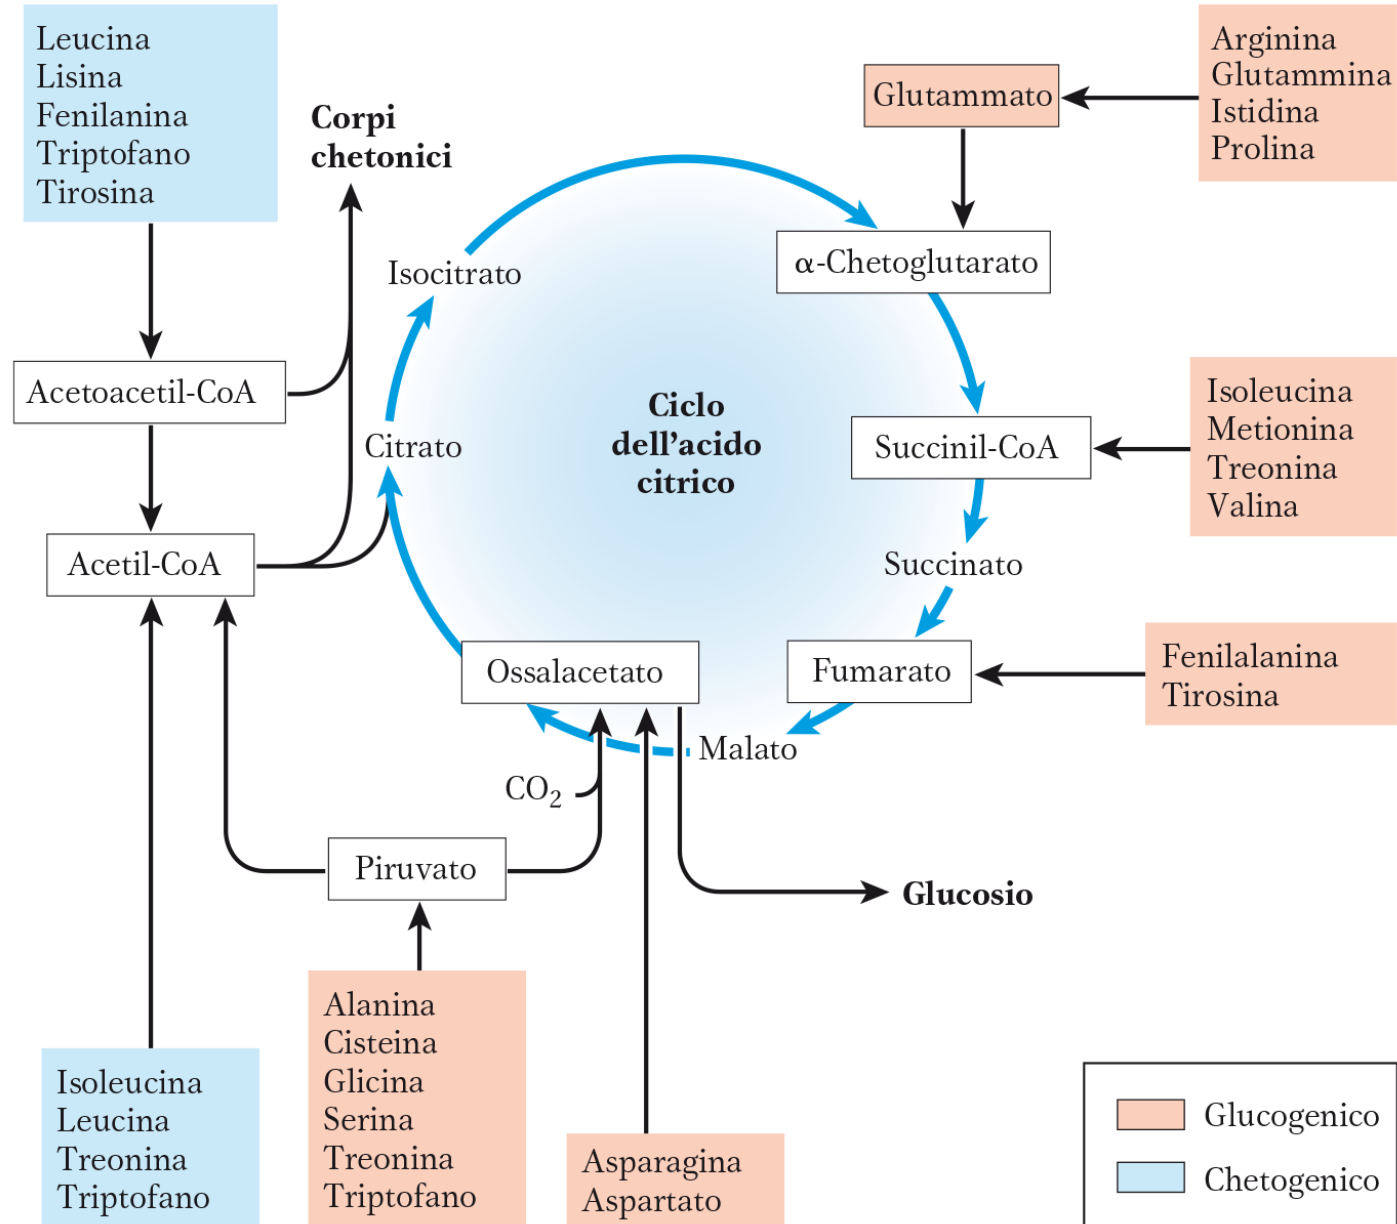 Leucina
Lisina
Fenilanina
Triptofano
Tirosina
Corpi
chetonici
Glutammato
Arginina
Glutammina
Istidina
Prolina
Isocitrato
α-Chetoglutarato
Acetoacetil-CoA
Citrato
Ciclo
dell’acido
citrico
Succinil-CoA
Isoleucina
Metionina
Treonina
Valina
Acetil-CoA
Succinato
Ossalacetato
Fumarato
Fenilalanina
Tirosina
Malato
CO₂
Piruvato
Glucosio
Alanina
Cisteina
Glicina
Serina
Treonina
Triptofano
Isoleucina
Leucina
Treonina
Triptofano
Asparagina
Aspartato
Glucogenico
Chetogenico